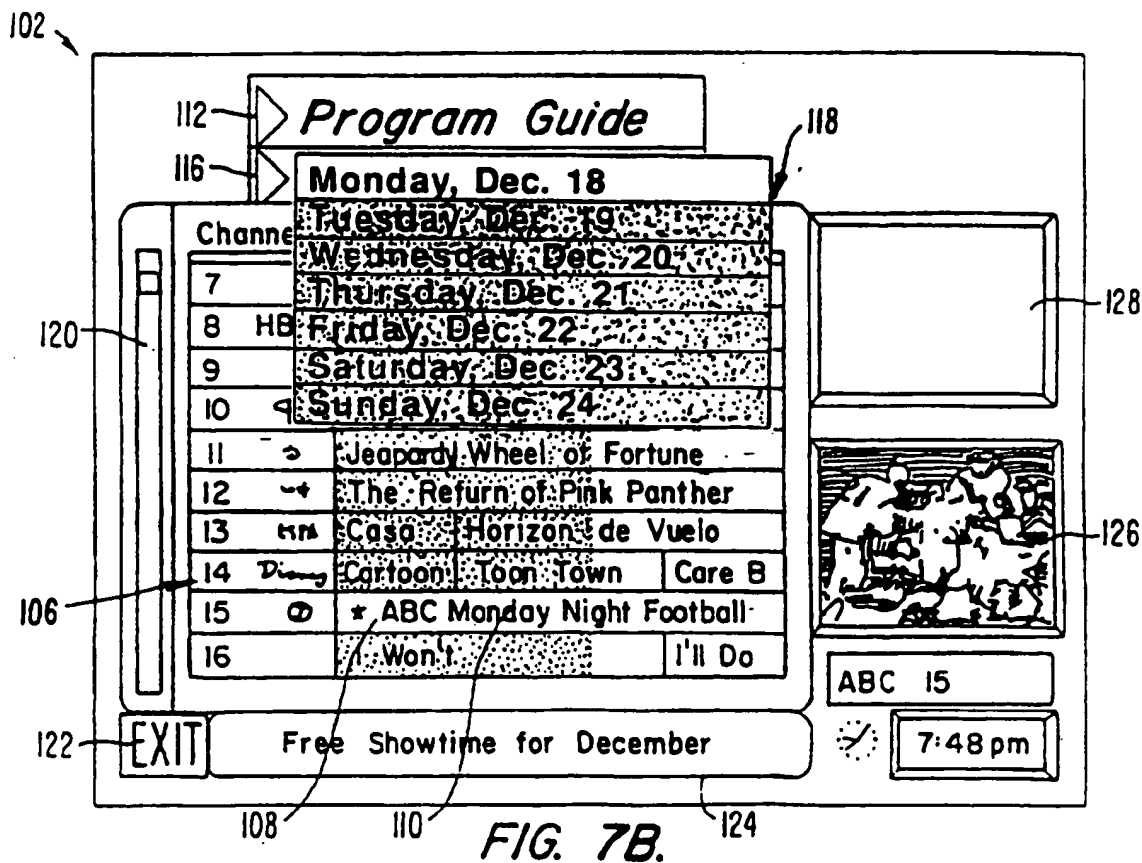 102
112 Program Guide
118
116 Monday, Dec. 18
Tuesday, Dec. 19
Channe
Wednesday, Dec. 20
7
Thursday, Dec. 21
128
120
8 HB Friday, Dec. 22
9 Saturday, Dec. 23
10 Sunday, Dec. 24
11 Jeopardy Wheel of Fortune
12 The Return of Pink Panther
13 Casa Horizon de Vuelo
126
14 Disney Cartoon Toon Town Care B
106
15 * ABC Monday Night Football
16 I Won't I'll Do
ABC 15
122 EXIT Free Showtime for December 7:48 pm
108 110 124
FIG. 7B.